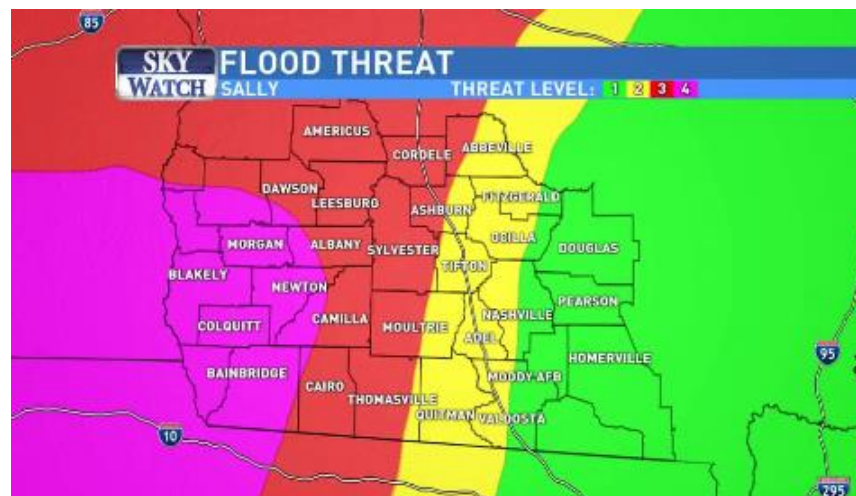 85
SKY WATCH
FLOOD THREAT
SALLY
THREAT LEVEL: 1 2 3 4
AMERICUS
CORDELE
ABBEVILLE
DAWSON
LEESBURG
FITZGERALD
ASHBURN
OCILLA
MORGAN
ALBANY
SYLVESTER
DOUGLAS
TIFTON
BLAKELY
NEWTON
PEARSON
COLQUITT
CAMILLA
MOULTRIE
NASHVILLE
ADEL
HOMERVILLE
95
BAINBRIDGE
CAIRO
THOMASVILLE
MOODY AFB
QUITMAN
VALDOSTA
10
295